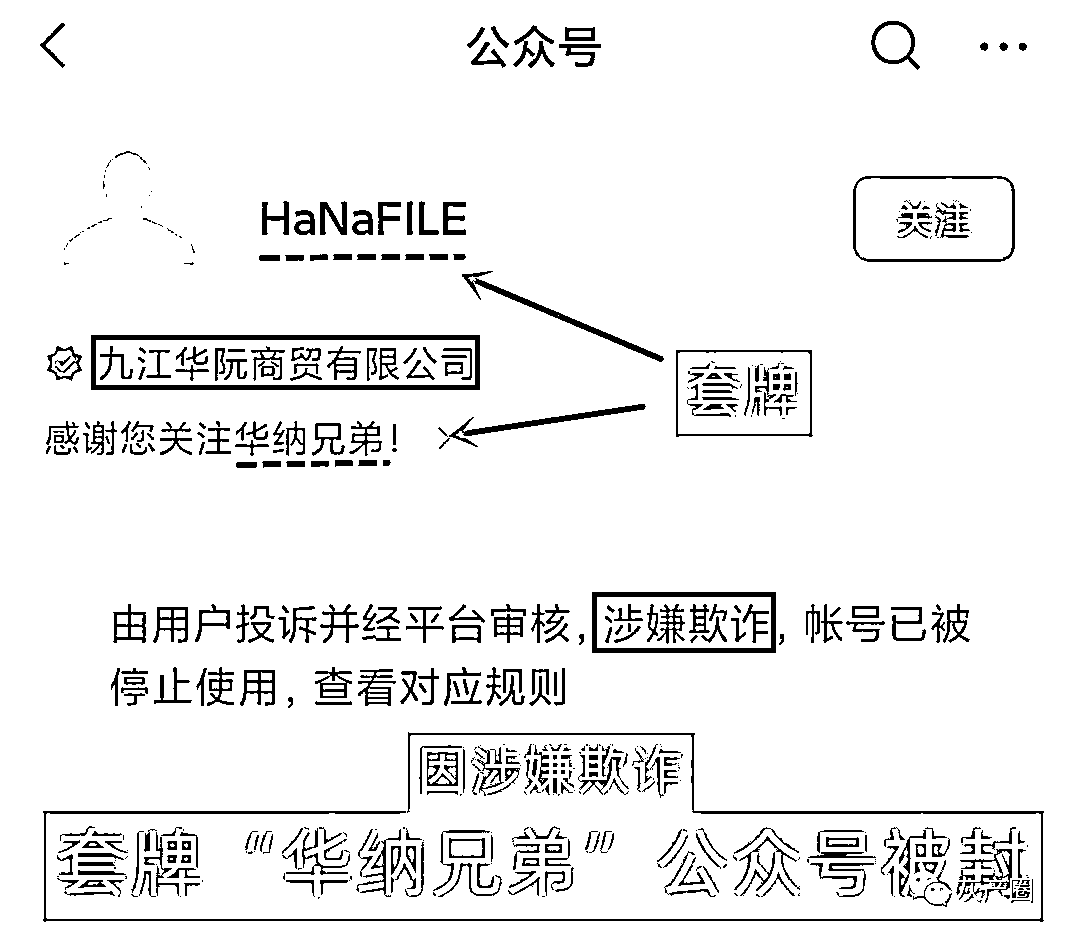 公众号
HaNaFILE
关注
九江华阮商贸有限公司
套牌
感谢您关注华纳兄弟！
由用户投诉并经平台审核，涉嫌欺诈，帐号已被
停止使用，查看对应规则
因涉嫌欺诈
套牌“华纳兄弟”公众号被封